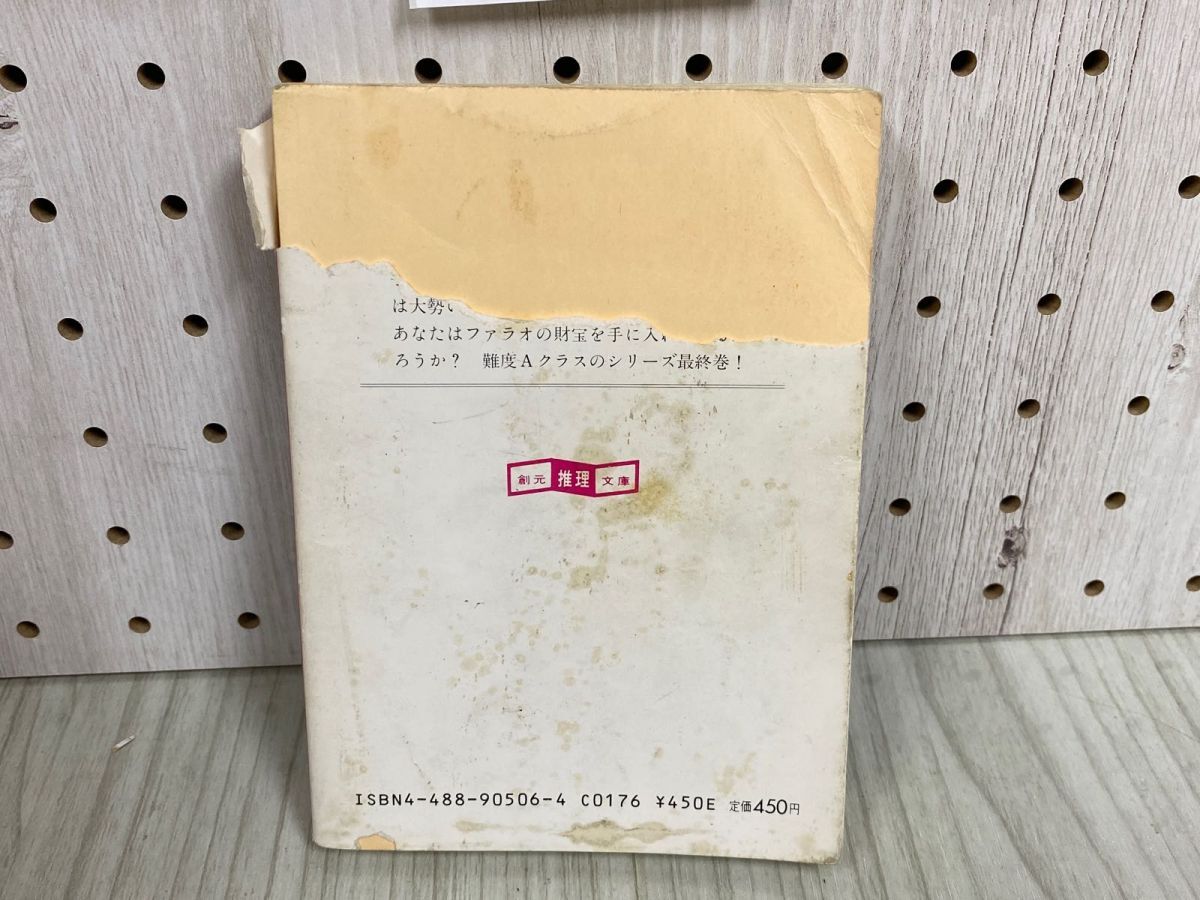 は大勢い
あなたはファラオの財宝を手に入れ
ろうか？　難度Aクラスのシリーズ最終巻！
創元 推理 文庫
ISBN4-488-90506-4 C0176 ¥450E 定価450円